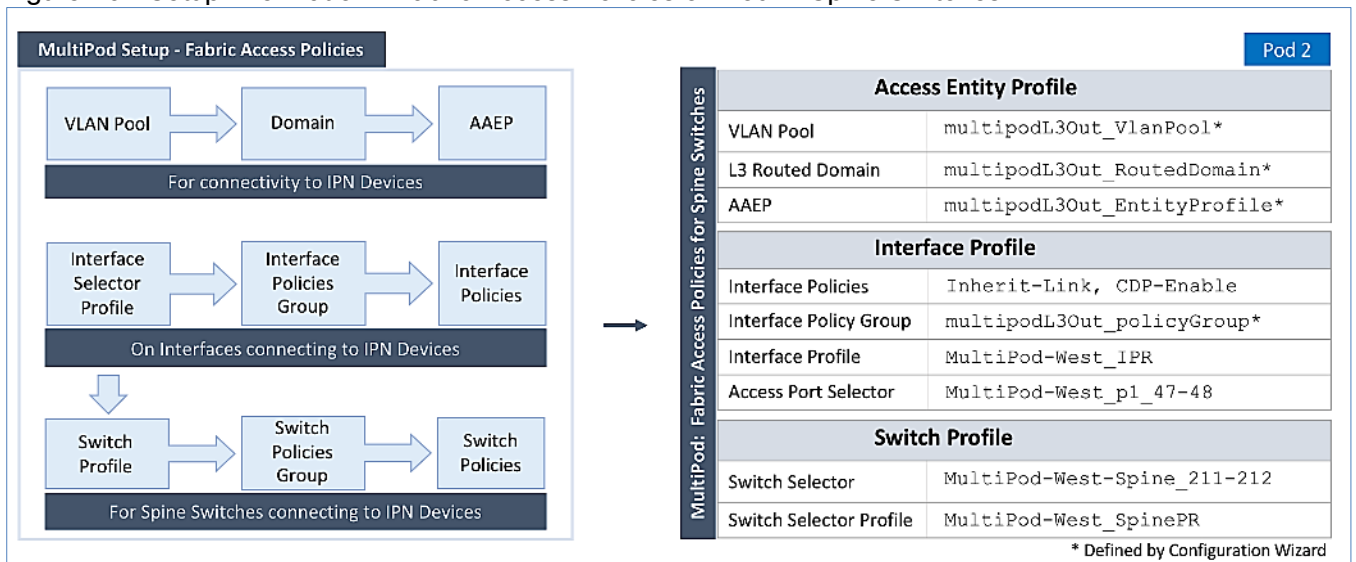 MultiPod Setup - Fabric Access Policies
VLAN Pool
Domain
AAEP
For connectivity to IPN Devices
Interface
Selector
Profile
Interface
Policies
Group
Interface
Policies
On Interfaces connecting to IPN Devices
Switch
Profile
Switch
Policies
Group
Switch
Policies
For Spine Switches connecting to IPN Devices
Pod 2
MultiPod: Fabric Access Policies for Spine Switches
Access Entity Profile
VLAN Pool multipodL3Out_VlanPool*
L3 Routed Domain multipodL3Out_RoutedDomain*
AAEP multipodL3Out_EntityProfile*
Interface Profile
Interface Policies Inherit-Link, CDP-Enable
Interface Policy Group multipodL3Out_policyGroup*
Interface Profile MultiPod-West_IPR
Access Port Selector MultiPod-West_p1_47-48
Switch Profile
Switch Selector MultiPod-West-Spine_211-212
Switch Selector Profile MultiPod-West_SpinePR
* Defined by Configuration Wizard